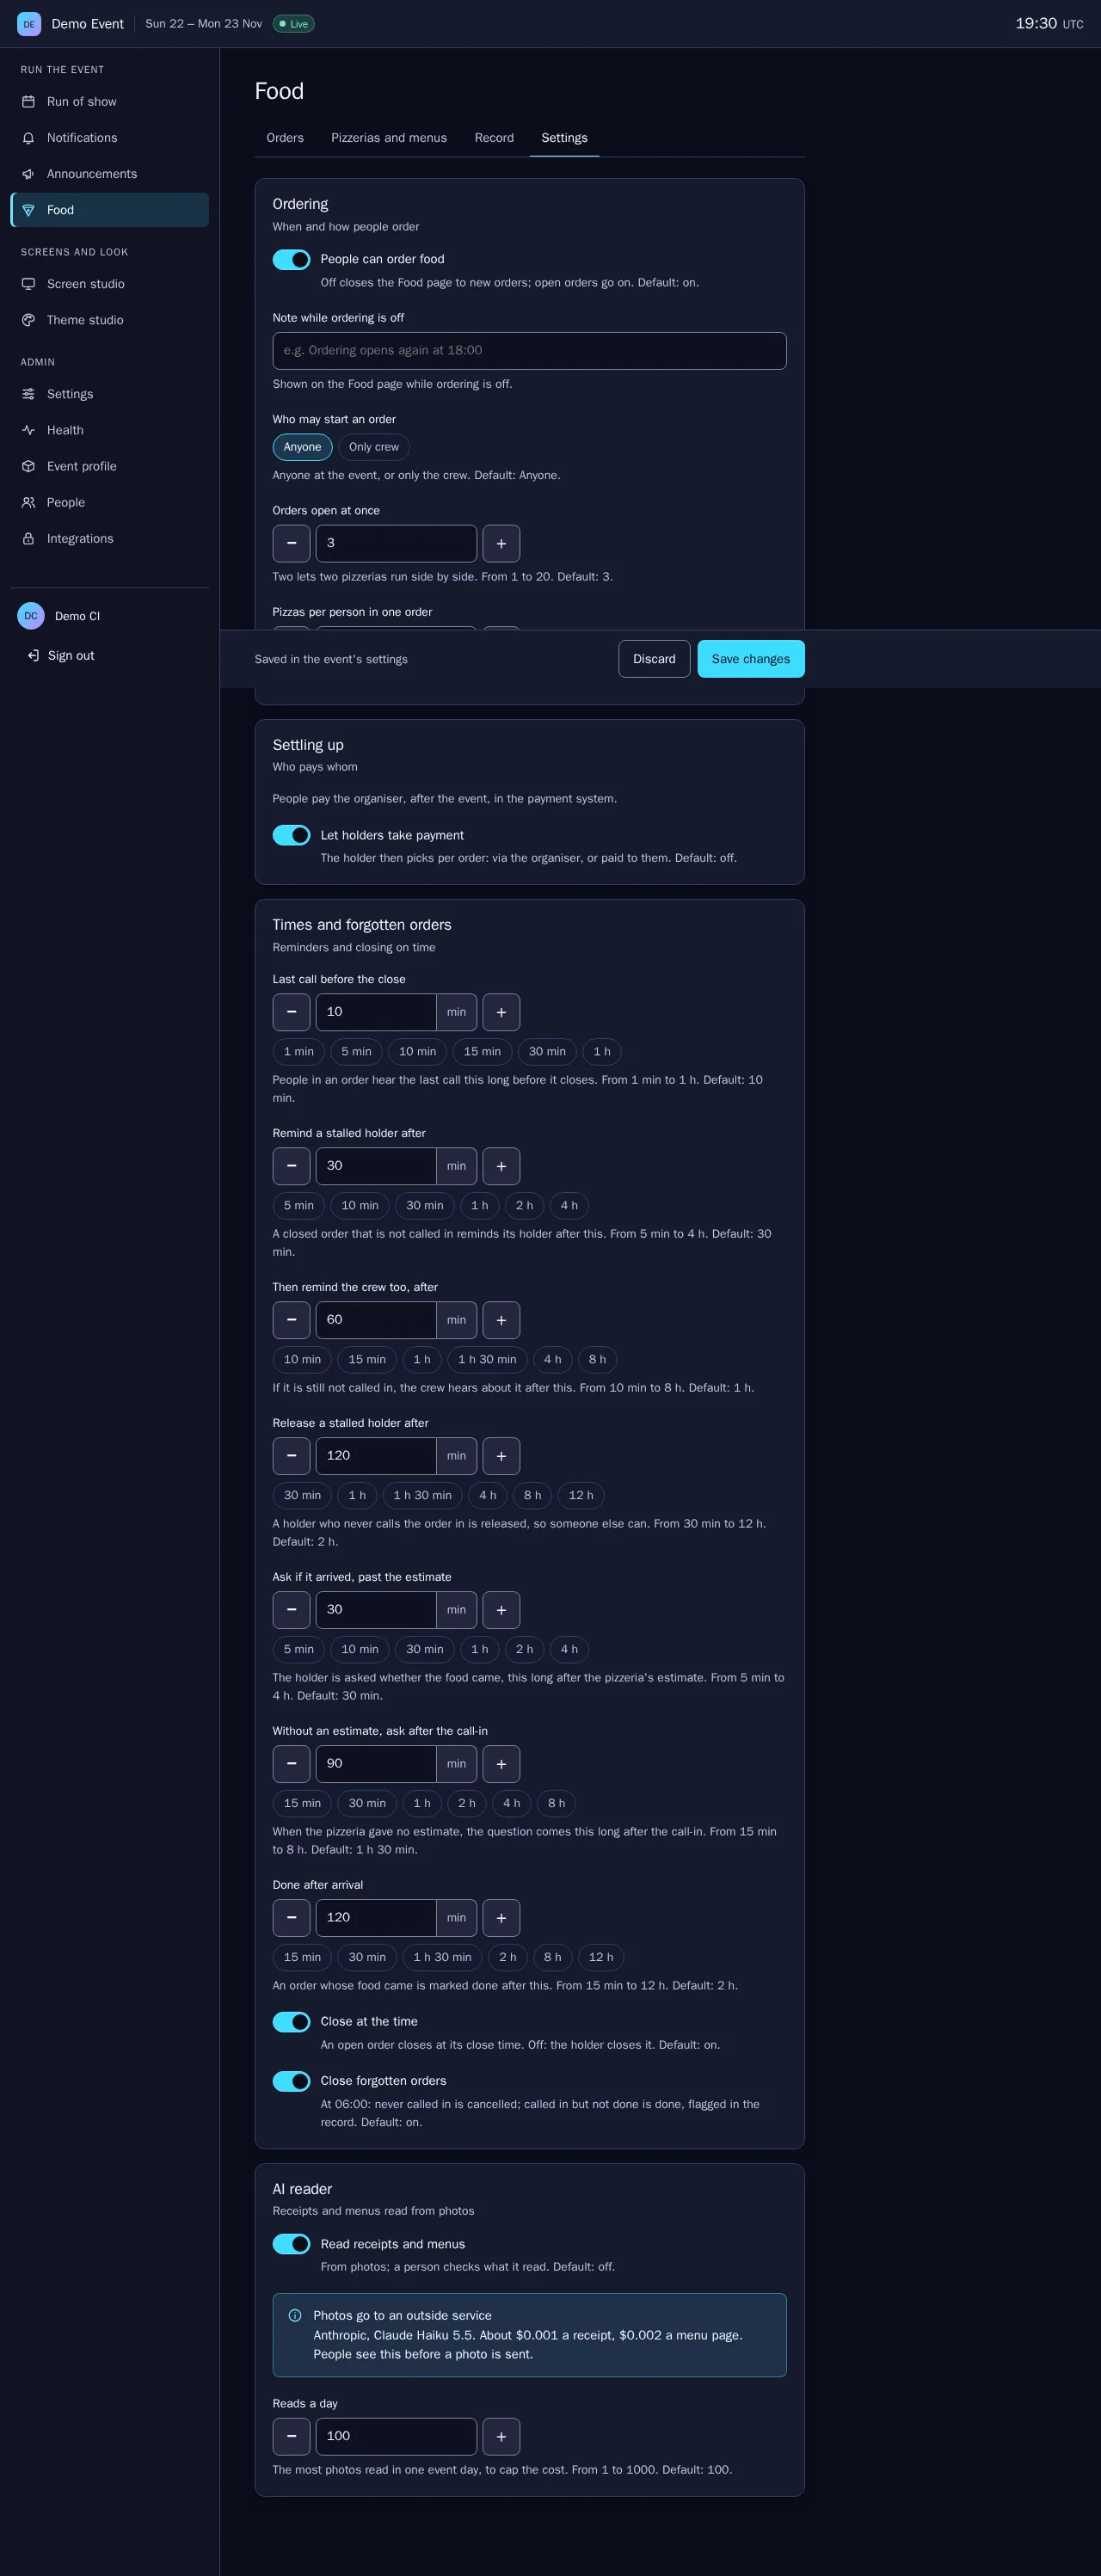 DE Demo Event Sun 22 – Mon 23 Nov Live 19:30 UTC
RUN THE EVENT
Run of show
Notifications
Announcements
Food
SCREENS AND LOOK
Screen studio
Theme studio
ADMIN
Settings
Health
Event profile
People
Integrations
DC Demo CI
Sign out
Food
Orders Pizzerias and menus Record Settings
Ordering
When and how people order
People can order food
Off closes the Food page to new orders; open orders go on. Default: on.
Note while ordering is off
e.g. Ordering opens again at 18:00
Shown on the Food page while ordering is off.
Who may start an order
Anyone Only crew
Anyone at the event, or only the crew. Default: Anyone.
Orders open at once
− 3 +
Two lets two pizzerias run side by side. From 1 to 20. Default: 3.
Pizzas per person in one order
Saved in the event's settings Discard Save changes
Settling up
Who pays whom
People pay the organiser, after the event, in the payment system.
Let holders take payment
The holder then picks per order: via the organiser, or paid to them. Default: off.
Times and forgotten orders
Reminders and closing on time
Last call before the close
− 10 min +
1 min 5 min 10 min 15 min 30 min 1 h
People in an order hear the last call this long before it closes. From 1 min to 1 h. Default: 10
min.
Remind a stalled holder after
− 30 min +
5 min 10 min 30 min 1 h 2 h 4 h
A closed order that is not called in reminds its holder after this. From 5 min to 4 h. Default: 30
min.
Then remind the crew too, after
− 60 min +
10 min 15 min 1 h 1 h 30 min 4 h 8 h
If it is still not called in, the crew hears about it after this. From 10 min to 8 h. Default: 1 h.
Release a stalled holder after
− 120 min +
30 min 1 h 1 h 30 min 4 h 8 h 12 h
A holder who never calls the order in is released, so someone else can. From 30 min to 12 h.
Default: 2 h.
Ask if it arrived, past the estimate
− 30 min +
5 min 10 min 30 min 1 h 2 h 4 h
The holder is asked whether the food came, this long after the pizzeria's estimate. From 5 min to
4 h. Default: 30 min.
Without an estimate, ask after the call-in
− 90 min +
15 min 30 min 1 h 2 h 4 h 8 h
When the pizzeria gave no estimate, the question comes this long after the call-in. From 15 min
to 8 h. Default: 1 h 30 min.
Done after arrival
− 120 min +
15 min 30 min 1 h 30 min 2 h 8 h 12 h
An order whose food came is marked done after this. From 15 min to 12 h. Default: 2 h.
Close at the time
An open order closes at its close time. Off: the holder closes it. Default: on.
Close forgotten orders
At 06:00: never called in is cancelled; called in but not done is done, flagged in the
record. Default: on.
AI reader
Receipts and menus read from photos
Read receipts and menus
From photos; a person checks what it read. Default: off.
Photos go to an outside service
Anthropic, Claude Haiku 5.5. About $0.001 a receipt, $0.002 a menu page.
People see this before a photo is sent.
Reads a day
− 100 +
The most photos read in one event day, to cap the cost. From 1 to 1000. Default: 100.